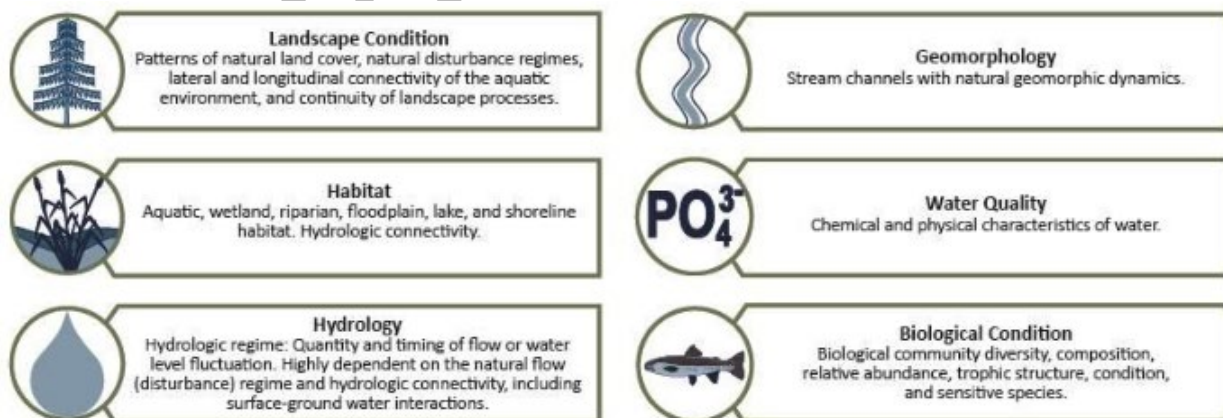 Landscape Condition
Patterns of natural land cover, natural disturbance regimes,
lateral and longitudinal connectivity of the aquatic
environment, and continuity of landscape processes.
Geomorphology
Stream channels with natural geomorphic dynamics.
Habitat
Aquatic, wetland, riparian, floodplain, lake, and shoreline
habitat. Hydrologic connectivity.
PO₄³⁻
Water Quality
Chemical and physical characteristics of water.
Hydrology
Hydrologic regime: Quantity and timing of flow or water
level fluctuation. Highly dependent on the natural flow
(disturbance) regime and hydrologic connectivity, including
surface-ground water interactions.
Biological Condition
Biological community diversity, composition,
relative abundance, trophic structure, condition,
and sensitive species.